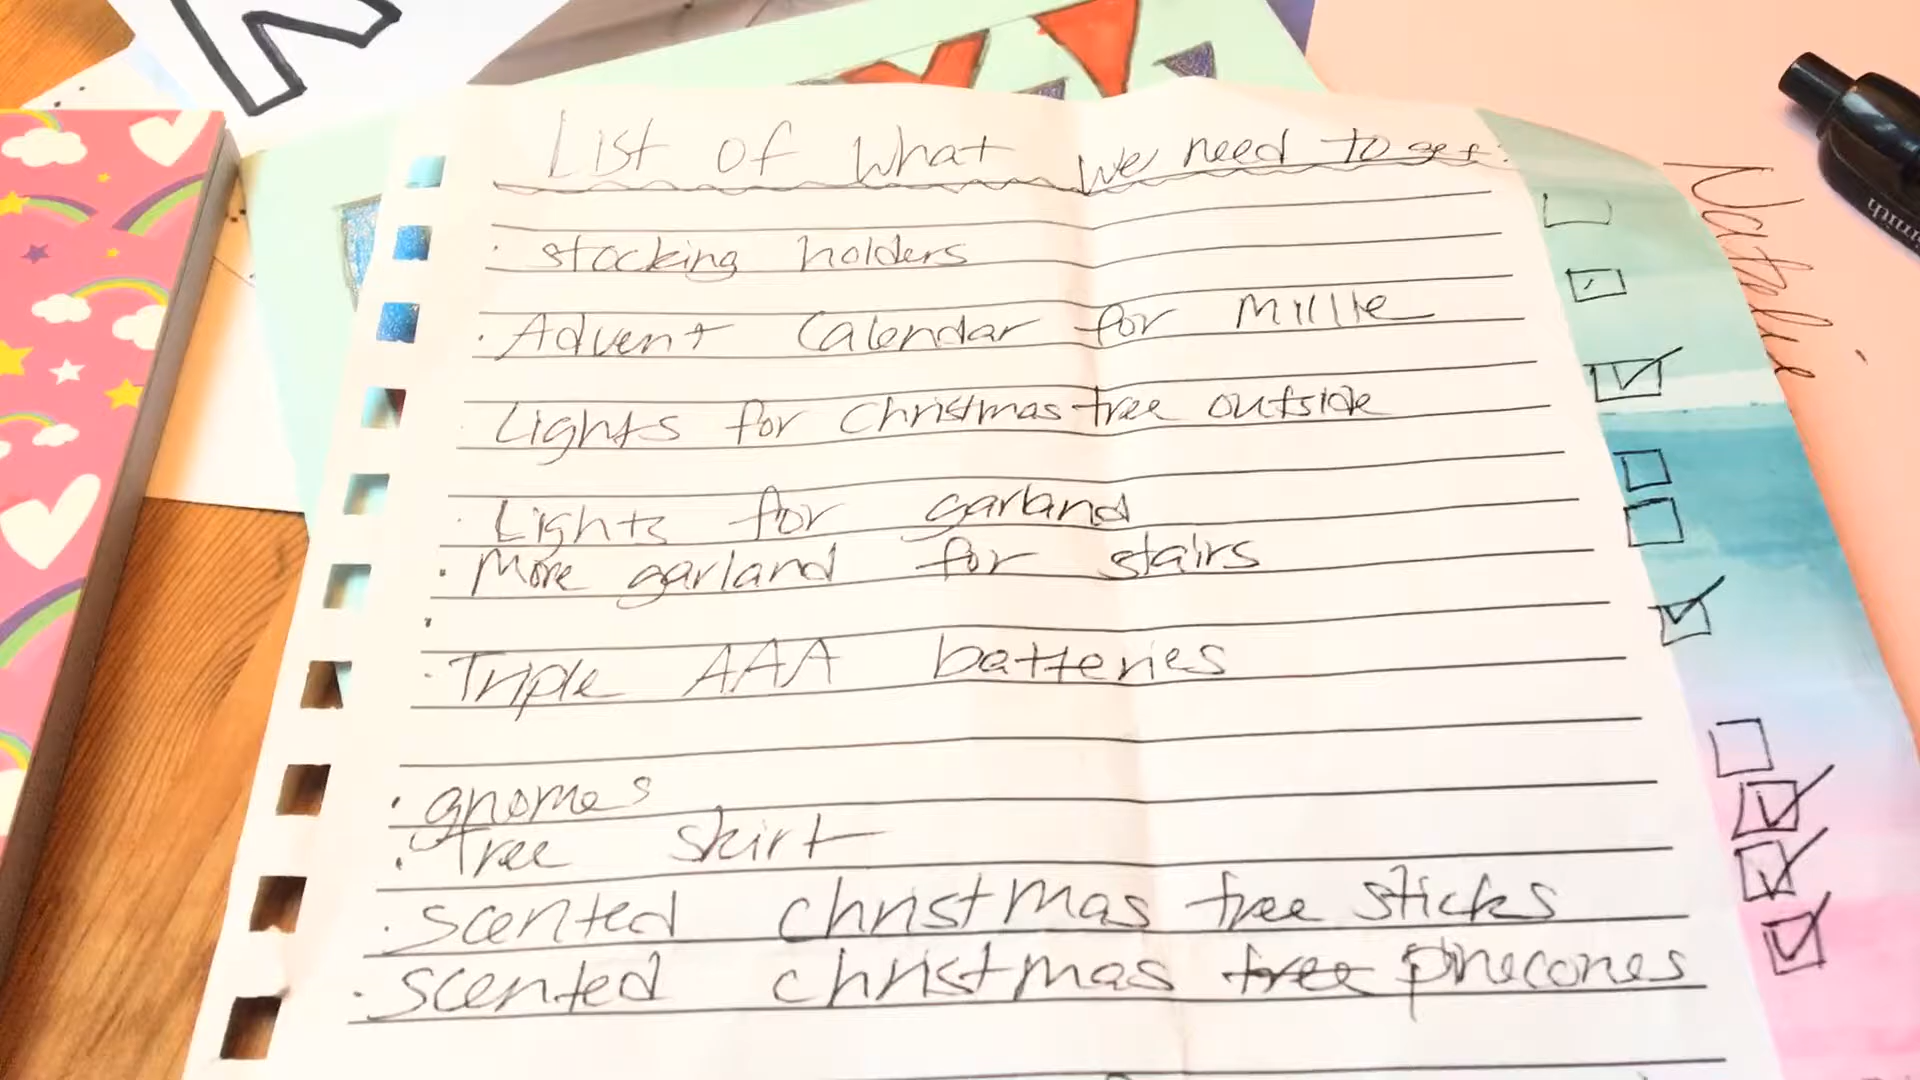 List of what we need to get:
· stocking holders
· Advent Calendar for Millie
Lights for Christmas tree outside
· Lights for garland
· More garland for stairs
·
· Triple AAA batteries
· gnomes
· Tree skirt
· scented christmas tree sticks
· scented christmas tree pinecones
Natalie